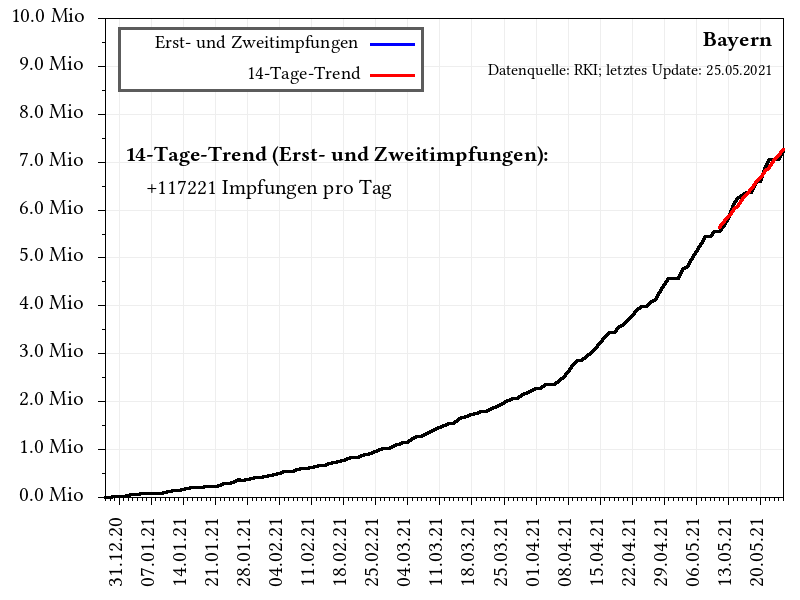 10.0 Mio
9.0 Mio
8.0 Mio
7.0 Mio
6.0 Mio
5.0 Mio
4.0 Mio
3.0 Mio
2.0 Mio
1.0 Mio
0.0 Mio
Erst- und Zweitimpfungen
14-Tage-Trend
Bayern
Datenquelle: RKI; letztes Update: 25.05.2021
14-Tage-Trend (Erst- und Zweitimpfungen):
+117221 Impfungen pro Tag
31.12.20
07.01.21
14.01.21
21.01.21
28.01.21
04.02.21
11.02.21
18.02.21
25.02.21
04.03.21
11.03.21
18.03.21
25.03.21
01.04.21
08.04.21
15.04.21
22.04.21
29.04.21
06.05.21
13.05.21
20.05.21